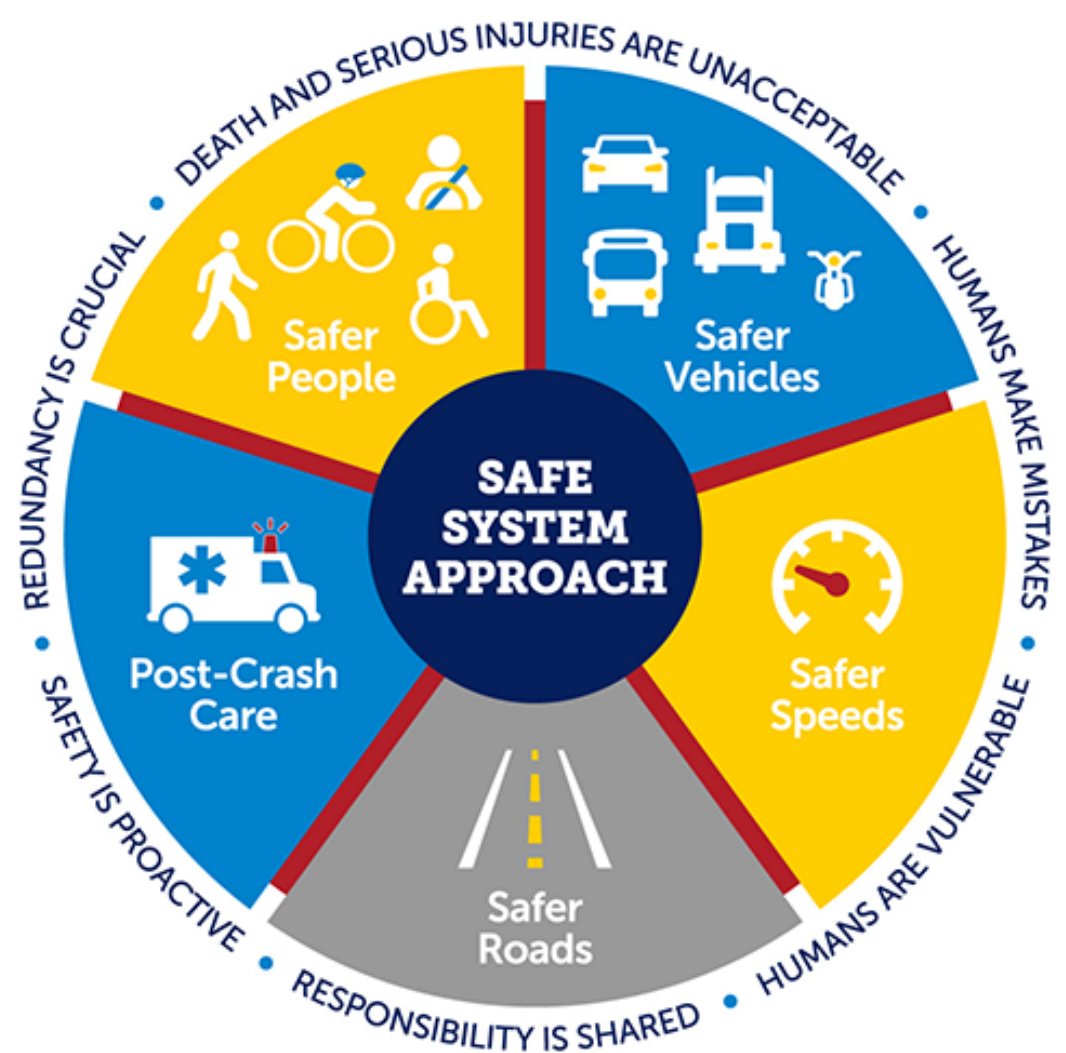 DEATH AND SERIOUS INJURIES ARE UNACCEPTABLE
HUMANS MAKE MISTAKES
HUMANS ARE VULNERABLE
RESPONSIBILITY IS SHARED
SAFETY IS PROACTIVE
REDUNDANCY IS CRUCIAL
Safer
People
Safer
Vehicles
Safer
Speeds
Safer
Roads
Post-Crash
Care
SAFE
SYSTEM
APPROACH